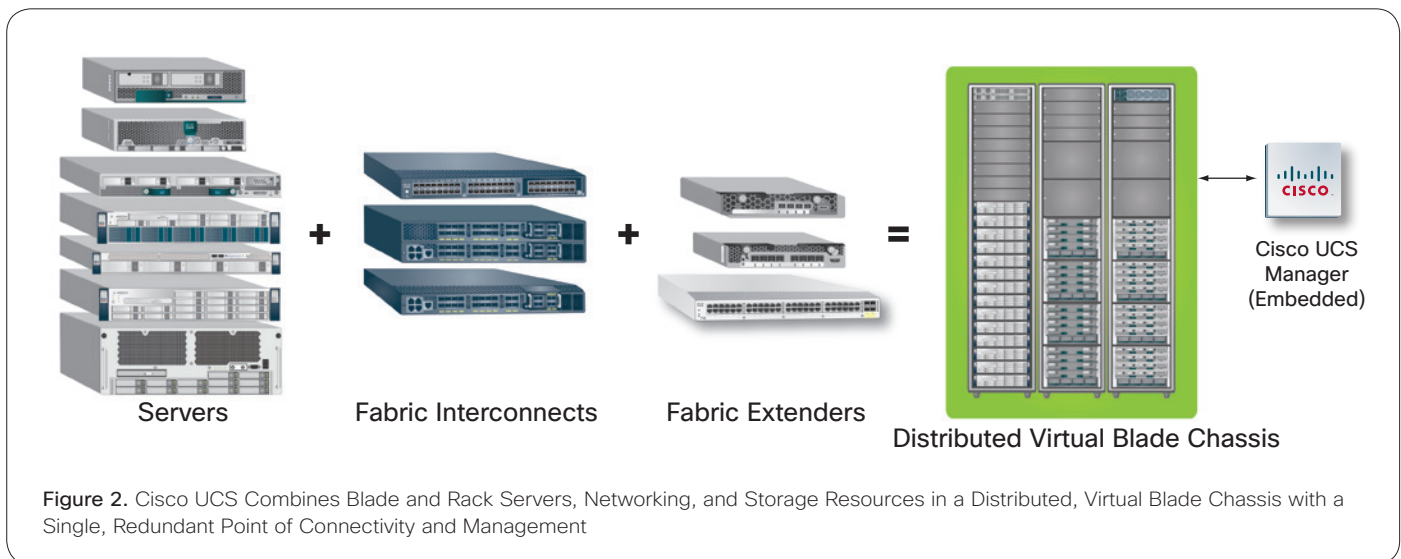 +
+
=
CISCO
Cisco UCS
Manager
(Embedded)
Servers
Fabric Interconnects
Fabric Extenders
Distributed Virtual Blade Chassis
Figure 2. Cisco UCS Combines Blade and Rack Servers, Networking, and Storage Resources in a Distributed, Virtual Blade Chassis with a
Single, Redundant Point of Connectivity and Management